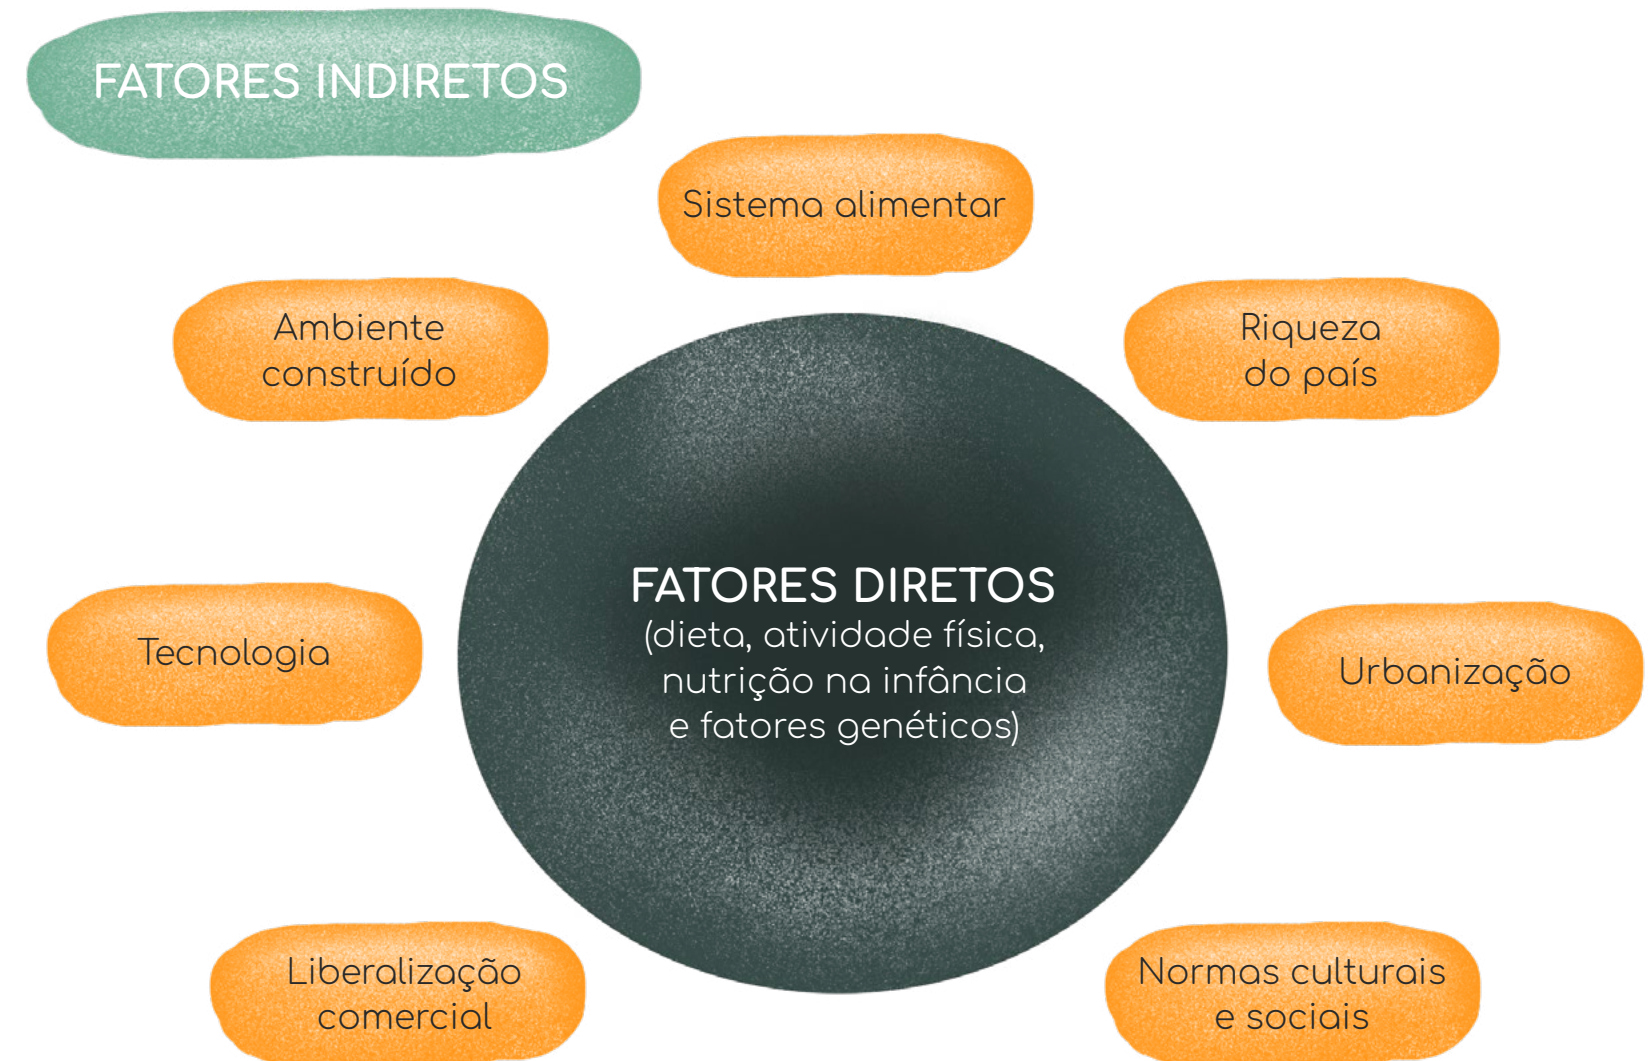 FATORES INDIRETOS
Sistema alimentar
Ambiente
construído
Riqueza
do país
FATORES DIRETOS
(dieta, atividade física,
nutrição na infância
e fatores genéticos)
Tecnologia
Urbanização
Liberalização
comercial
Normas culturais
e sociais